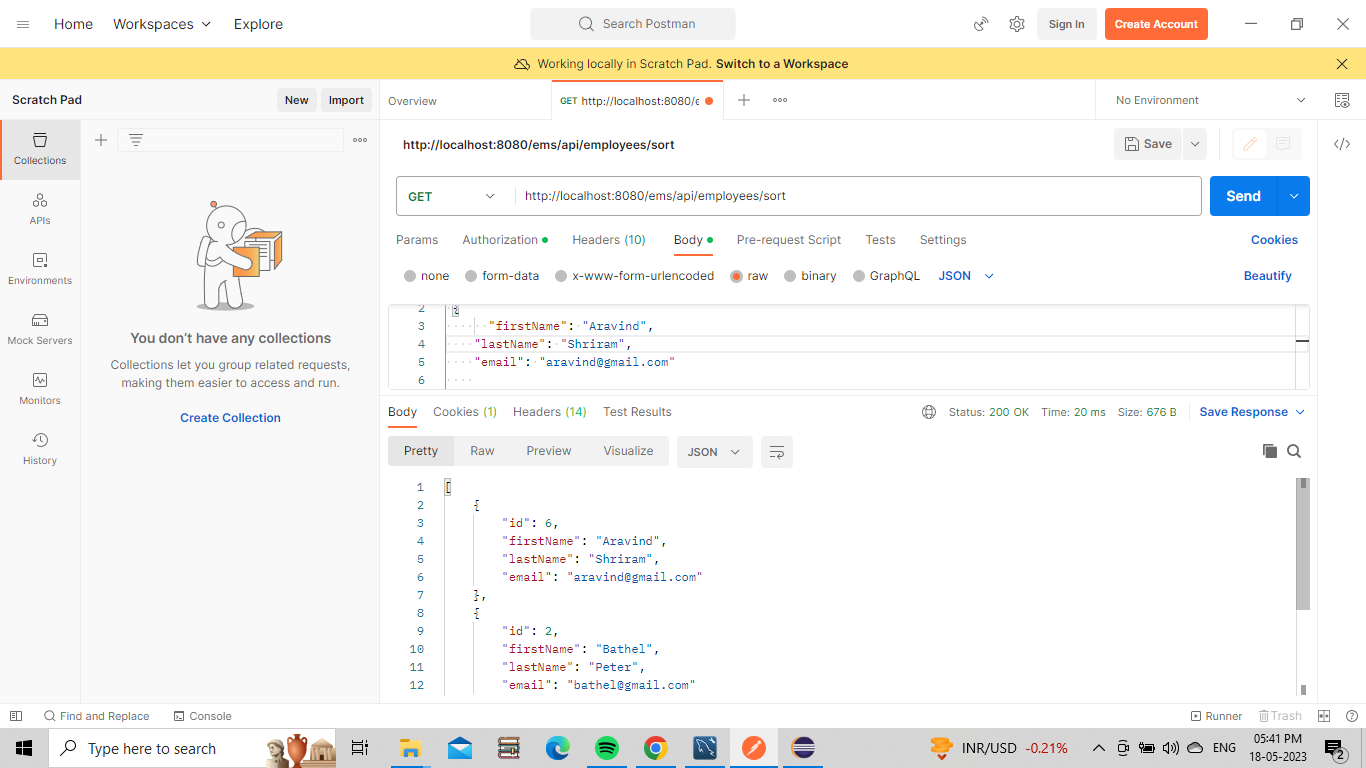 Home Workspaces Explore Search Postman Sign In Create Account
Working locally in Scratch Pad. Switch to a Workspace
Scratch Pad New Import Overview GET http://localhost:8080/e No Environment
Collections
APIs
Environments
Mock Servers
Monitors
History
You don't have any collections
Collections let you group related requests,
making them easier to access and run.
Create Collection
http://localhost:8080/ems/api/employees/sort Save
GET http://localhost:8080/ems/api/employees/sort Send
Params Authorization Headers (10) Body Pre-request Script Tests Settings Cookies
none form-data x-www-form-urlencoded raw binary GraphQL JSON Beautify
2 {
3 "firstName": "Aravind",
4 "lastName": "Shriram",
5 "email": "aravind@gmail.com"
6
Body Cookies (1) Headers (14) Test Results Status: 200 OK Time: 20 ms Size: 676 B Save Response
Pretty Raw Preview Visualize JSON
1 [
2 {
3 "id": 6,
4 "firstName": "Aravind",
5 "lastName": "Shriram",
6 "email": "aravind@gmail.com"
7 },
8 {
9 "id": 2,
10 "firstName": "Bathel",
11 "lastName": "Peter",
12 "email": "bathel@gmail.com"
Find and Replace Console Runner Trash
Type here to search INR/USD -0.21% ENG 05:41 PM
18-05-2023 2